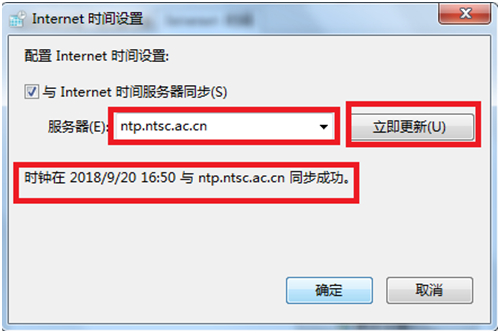 Internet 时间设置
配置 Internet 时间设置:
与 Internet 时间服务器同步(S)
服务器(E): ntp.ntsc.ac.cn 立即更新(U)
时钟在 2018/9/20 16:50 与 ntp.ntsc.ac.cn 同步成功。
确定 取消